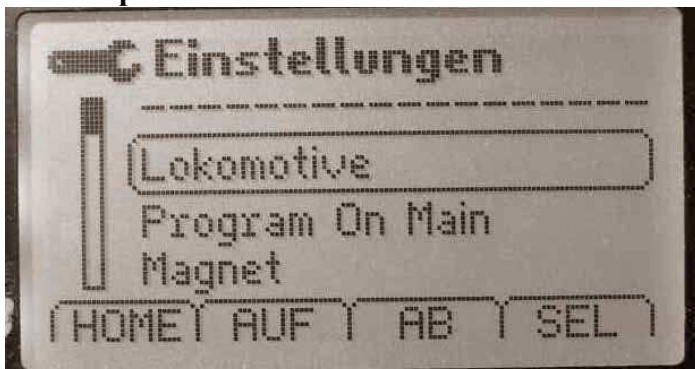 Einstellungen
Lokomotive
Program On Main
Magnet
HOME AUF AB SEL